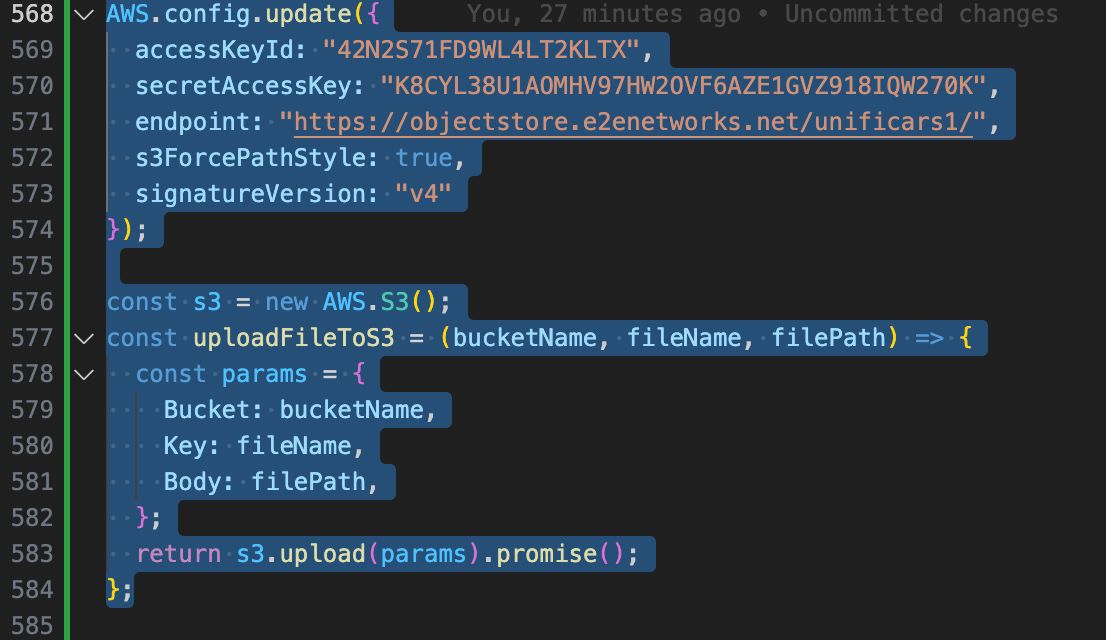 568 AWS.config.update({ You, 27 minutes ago • Uncommitted changes
569 accessKeyId: "42N2S71FD9WL4LT2KLTX",
570 secretAccessKey: "K8CYL38U1AOMHV97HW2OVF6AZE1GVZ918IQW270K",
571 endpoint: "https://objectstore.e2enetworks.net/unificars1/",
572 s3ForcePathStyle: true,
573 signatureVersion: "v4"
574 });
575
576 const s3 = new AWS.S3();
577 const uploadFileToS3 = (bucketName, fileName, filePath) => {
578 const params = {
579 Bucket: bucketName,
580 Key: fileName,
581 Body: filePath,
582 };
583 return s3.upload(params).promise();
584 };
585